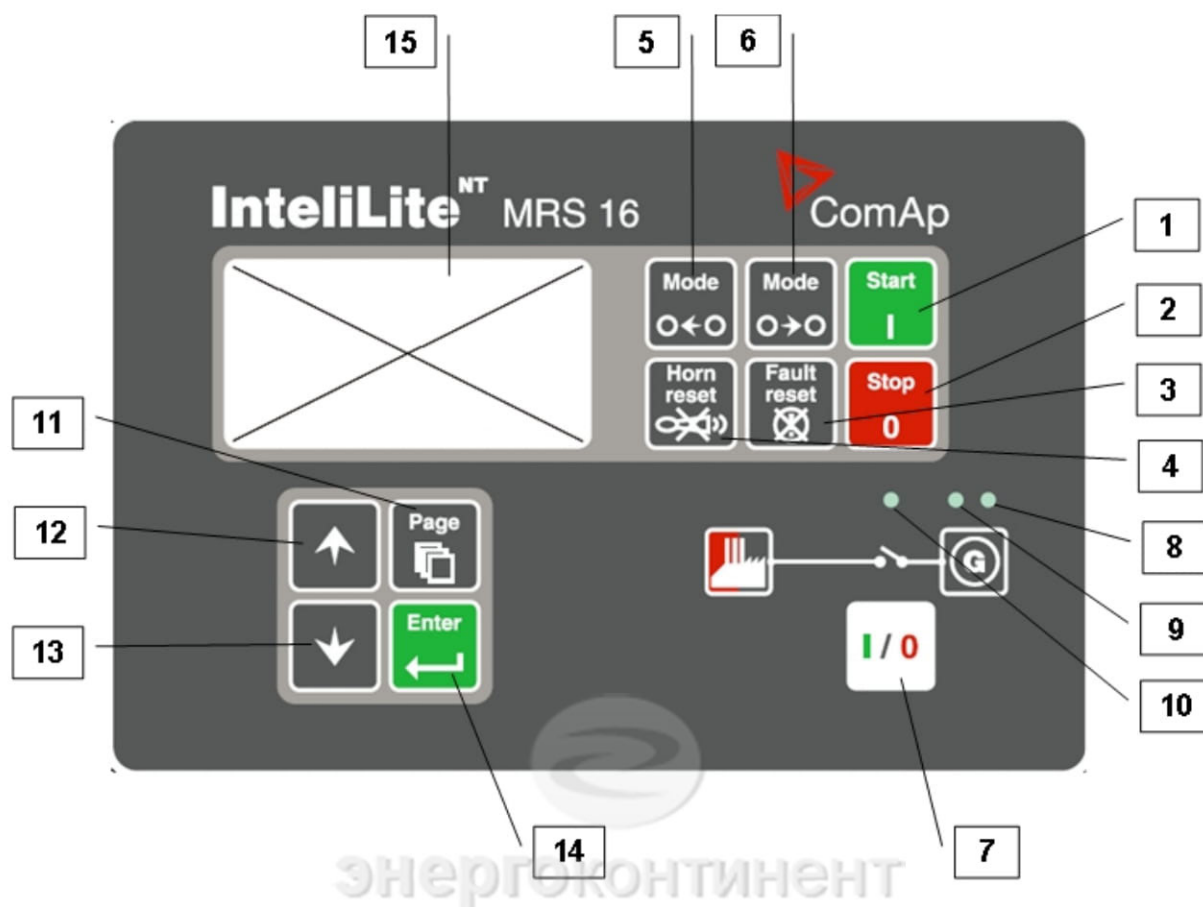 15 5 6
InteliLite NT MRS 16 ComAp
1
Mode Mode Start
I
2
Horn reset Fault reset Stop
0
3
4
11
12
Page
8
G
13
Enter
I / 0
9
10
14 7
энергоконтинент